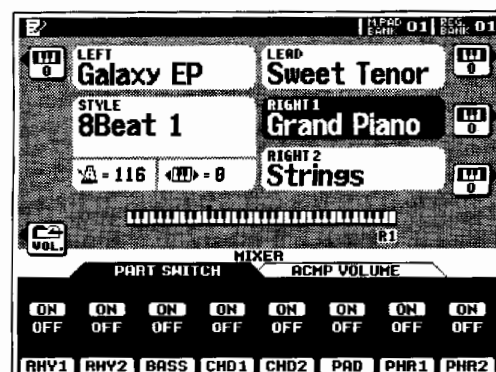 M.PAD BANK 01 REG. BANK 01
LEFT LEAD
0 Galaxy EP Sweet Tenor 0
STYLE RIGHT 1
8Beat 1 Grand Piano 0
= 116 = 0 RIGHT 2
Strings 0
VOL. R1
MIXER
PART SWITCH ACMP VOLUME
ON ON ON ON ON ON ON ON
OFF OFF OFF OFF OFF OFF OFF OFF
RHY1 RHY2 BASS CHD1 CHD2 PAD PHR1 PHR2